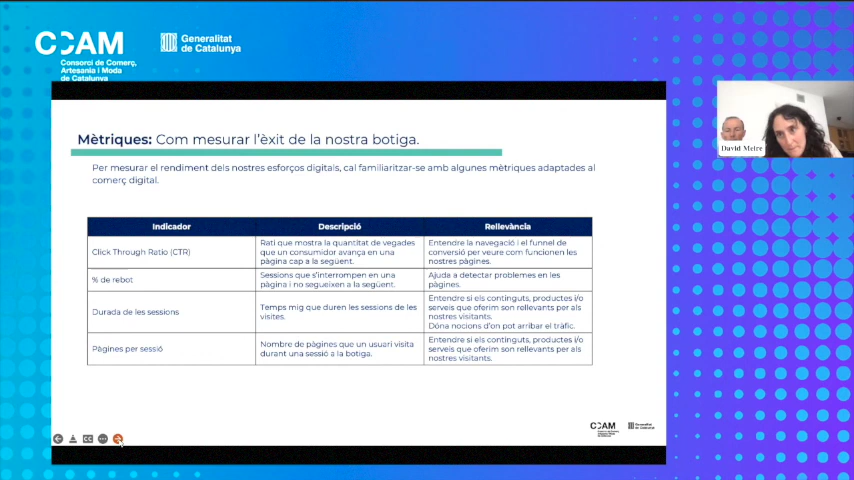 CCAM
Consorci de Comerç,
Artesania i Moda
de Catalunya
Generalitat
de Catalunya
David Meire
Mètriques: Com mesurar l'èxit de la nostra botiga.
Per mesurar el rendiment dels nostres esforços digitals, cal familiaritzar-se amb algunes mètriques adaptades al
comerç digital.
Indicador Descripció Rellevància
Click Through Ratio (CTR)
Rati que mostra la quantitat de vegades
que un consumidor avança en una
pàgina cap a la següent.
Entendre la navegació i el funnel de
conversió per veure com funcionen les
nostres pàgines.
% de rebot
Sessions que s'interrompen en una
pàgina i no segueixen a la següent.
Ajuda a detectar problemes en les
pàgines.
Durada de les sessions
Temps mig que duren les sessions de les
visites.
Entendre si els continguts, productes i/o
serveis que oferim son rellevants per als
nostres visitants.
Dóna nocions d'on pot arribar el tràfic.
Pàgines per sessió
Nombre de pàgines que un usuari visita
durant una sessió a la botiga.
Entendre si els continguts, productes i/o
serveis que oferim son rellevants per als
nostres visitants.
CC
CCAM